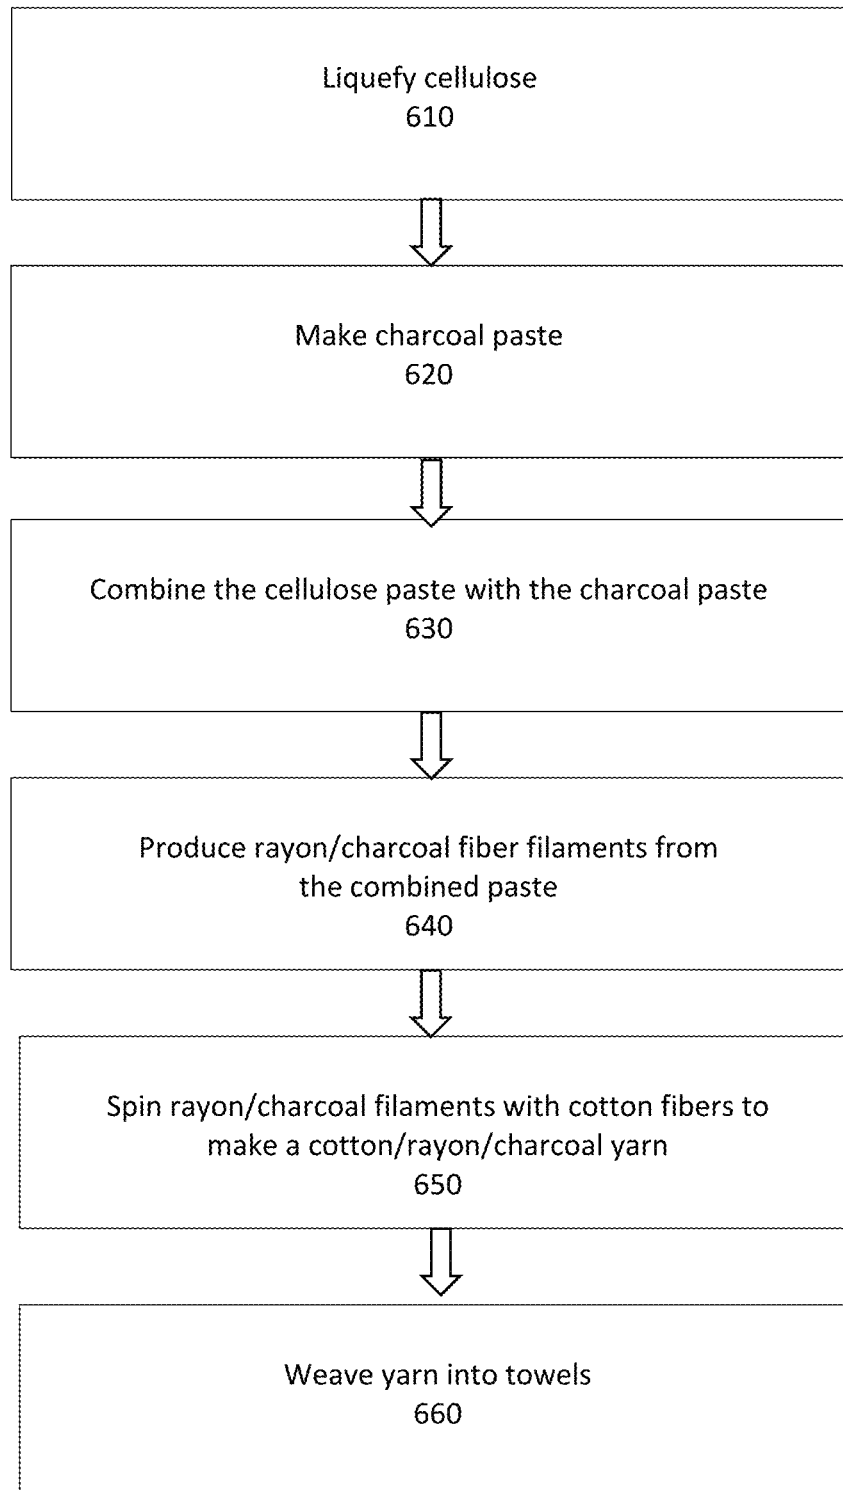 Liquefy cellulose
610
Make charcoal paste
620
Combine the cellulose paste with the charcoal paste
630
Produce rayon/charcoal fiber filaments from
the combined paste
640
Spin rayon/charcoal filaments with cotton fibers to
make a cotton/rayon/charcoal yarn
650
Weave yarn into towels
660